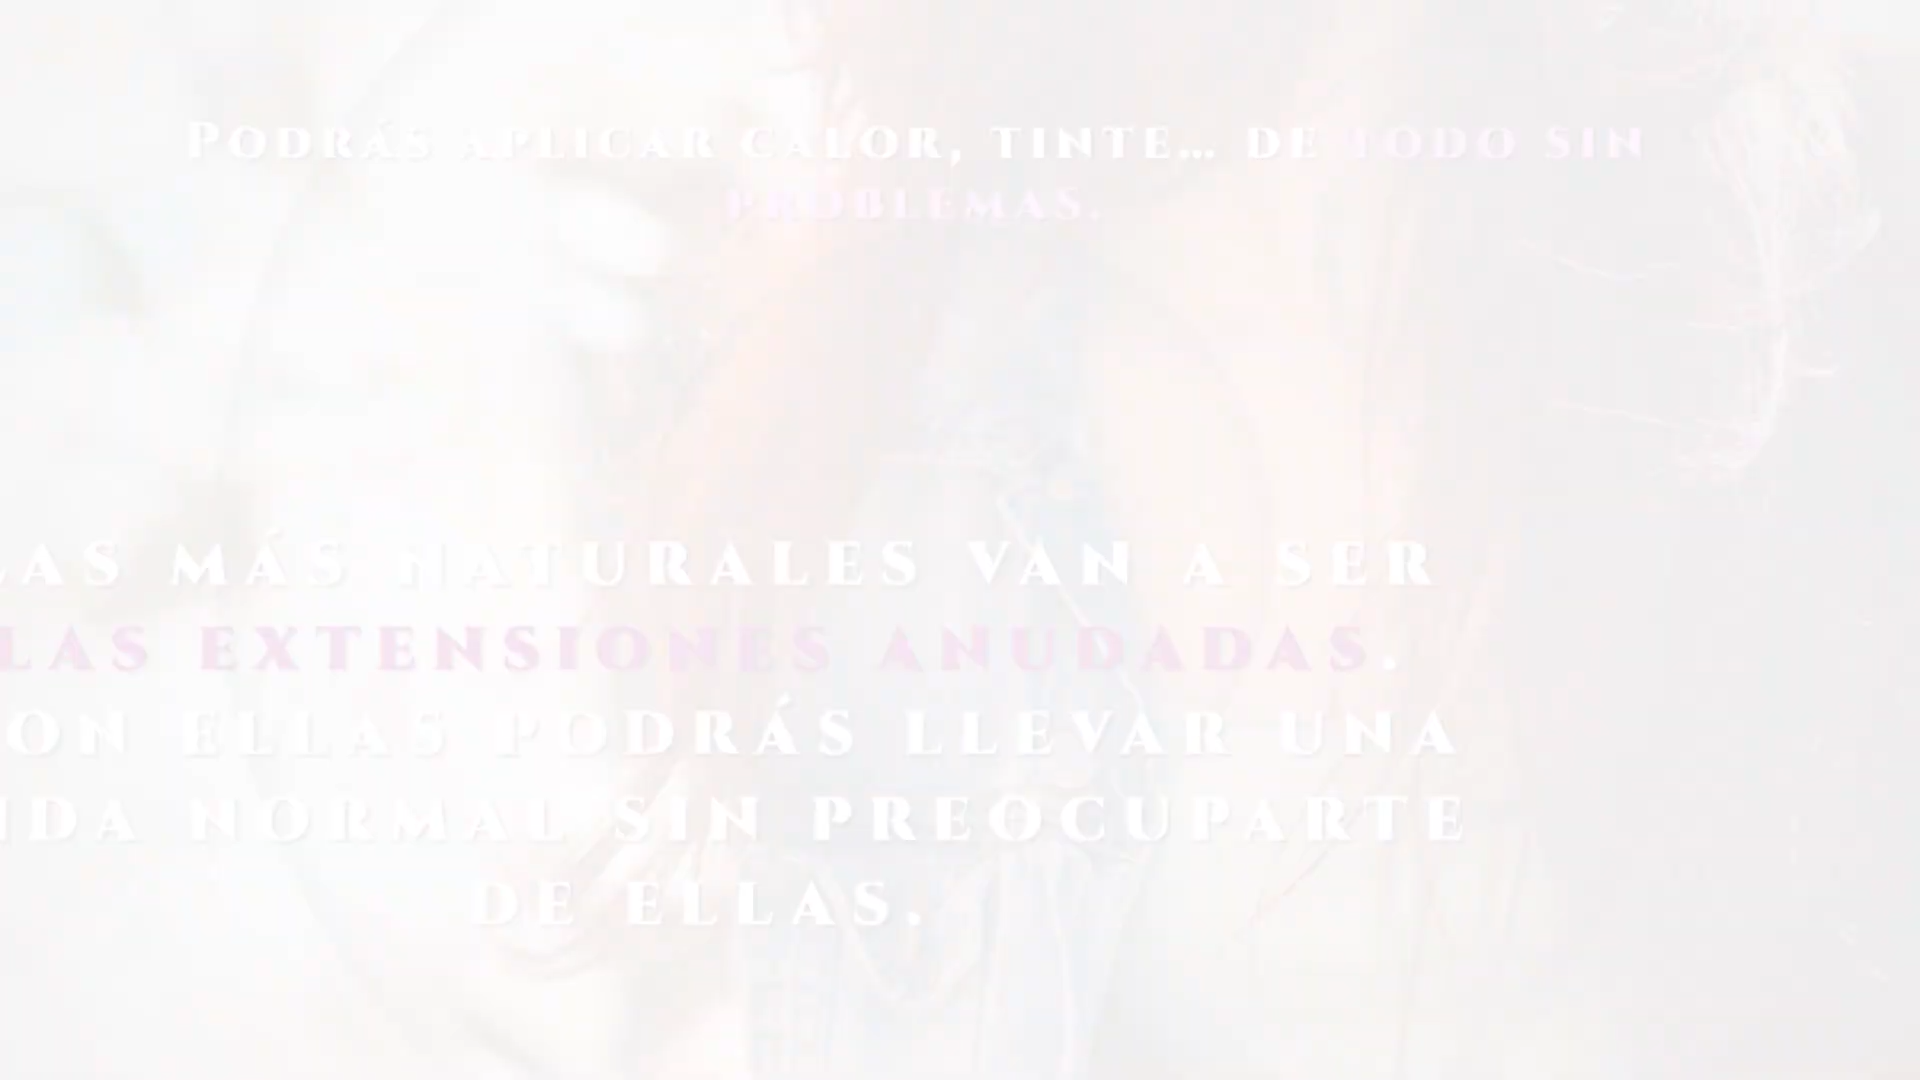 Podrás aplicar calor, tinte... de todo sin
problemas.
LAS MÁS NATURALES VAN A SER
LAS EXTENSIONES ANUDADAS.
ON ELLAS PODRÁS LLEVAR UNA
IDA NORMAL SIN PREOCUPARTE
DE ELLAS.